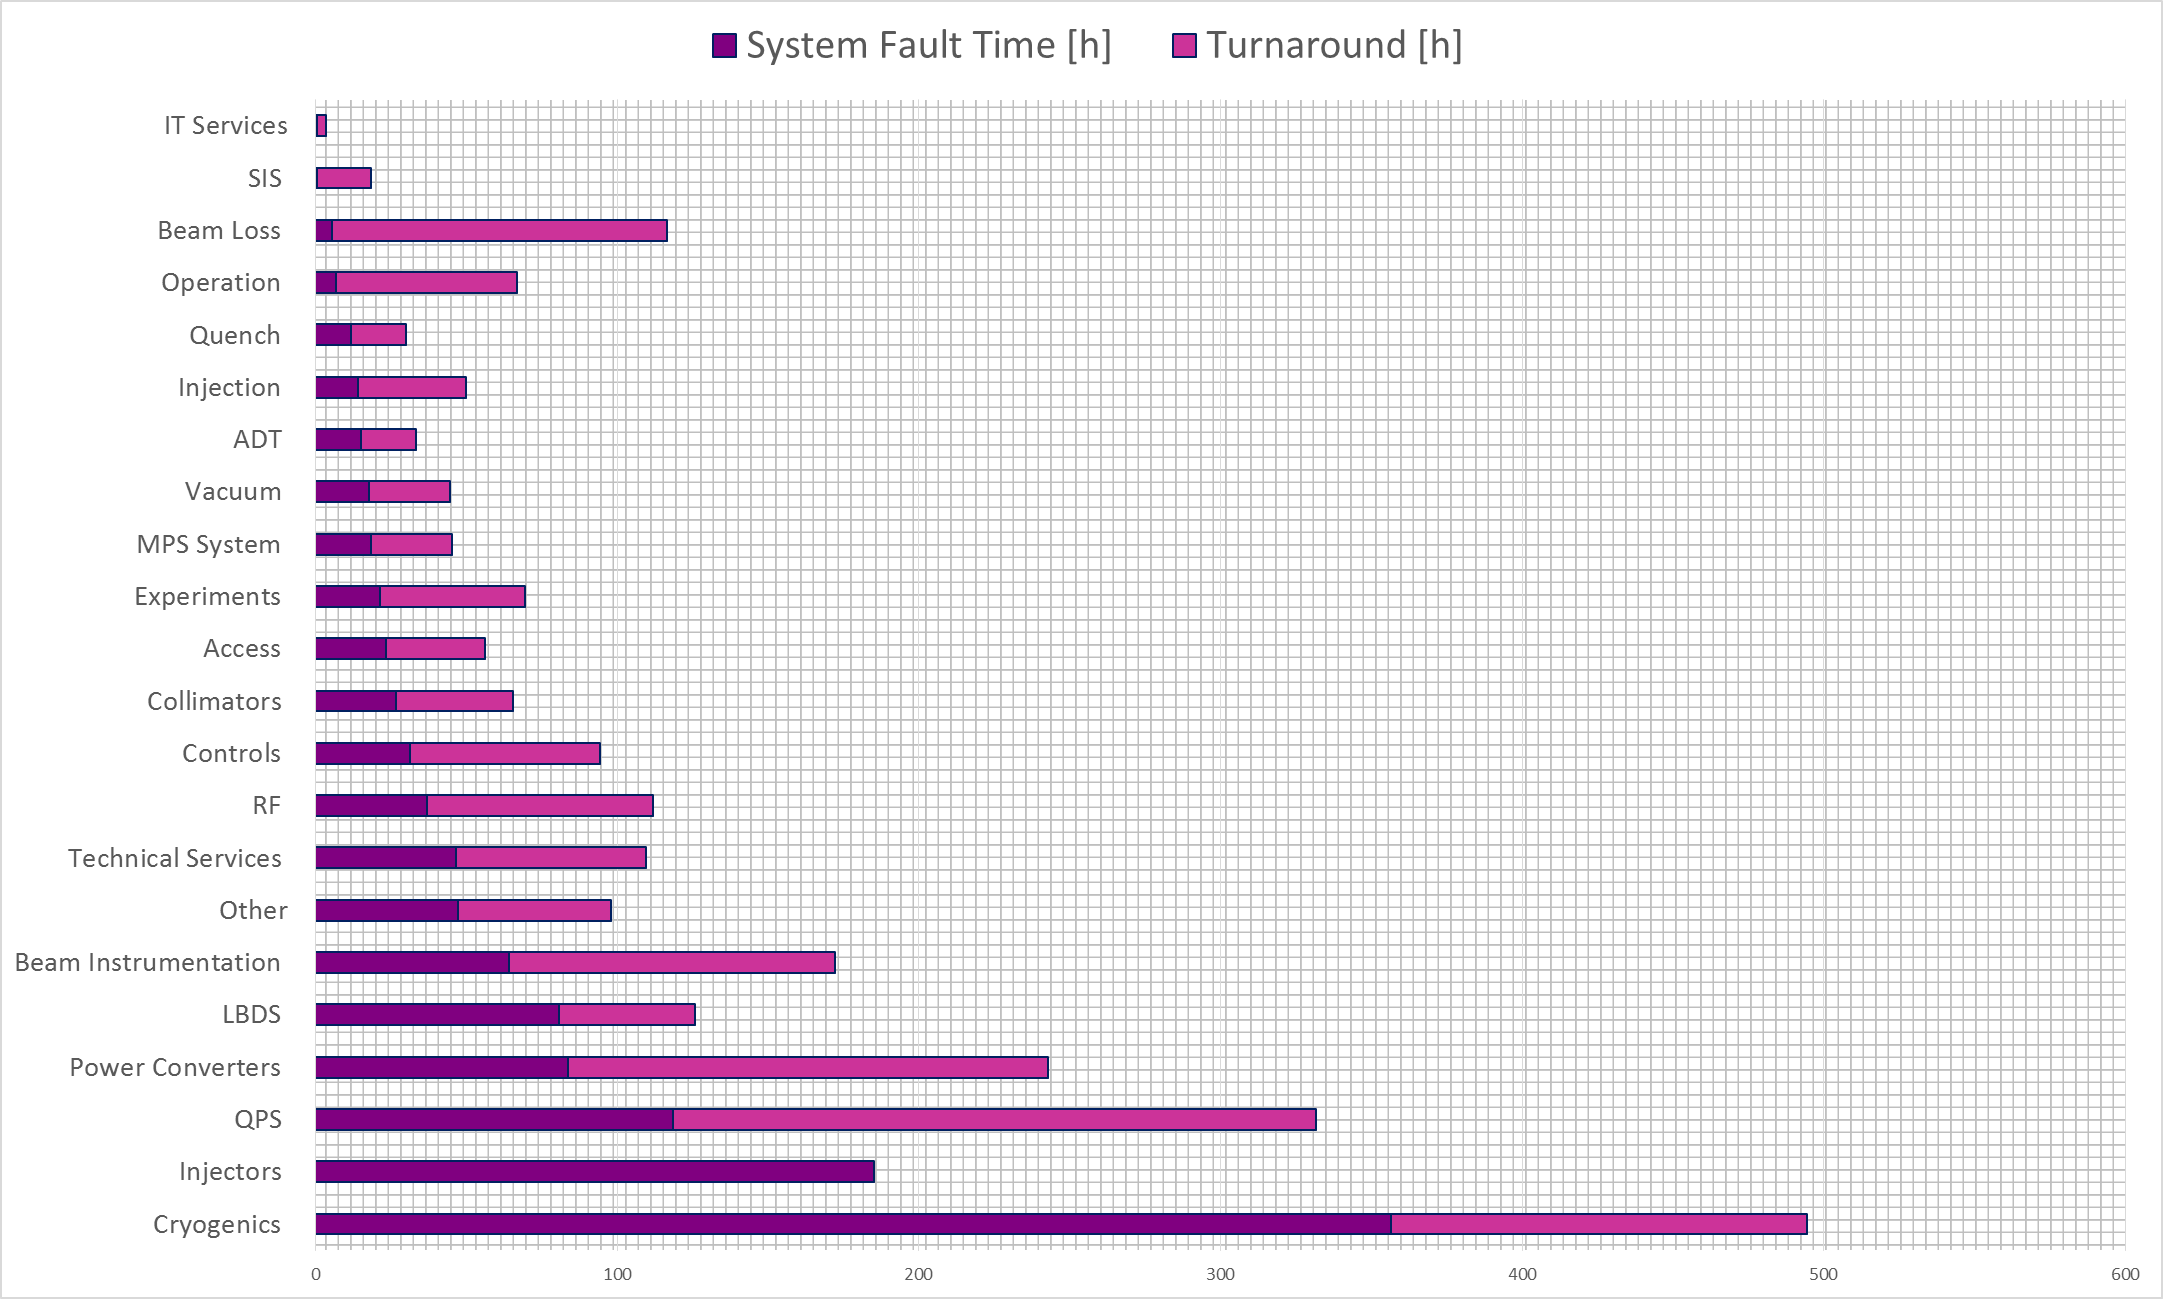 System Fault Time [h] Turnaround [h]
IT Services
SIS
Beam Loss
Operation
Quench
Injection
ADT
Vacuum
MPS System
Experiments
Access
Collimators
Controls
RF
Technical Services
Other
Beam Instrumentation
LBDS
Power Converters
QPS
Injectors
Cryogenics
0 100 200 300 400 500 600